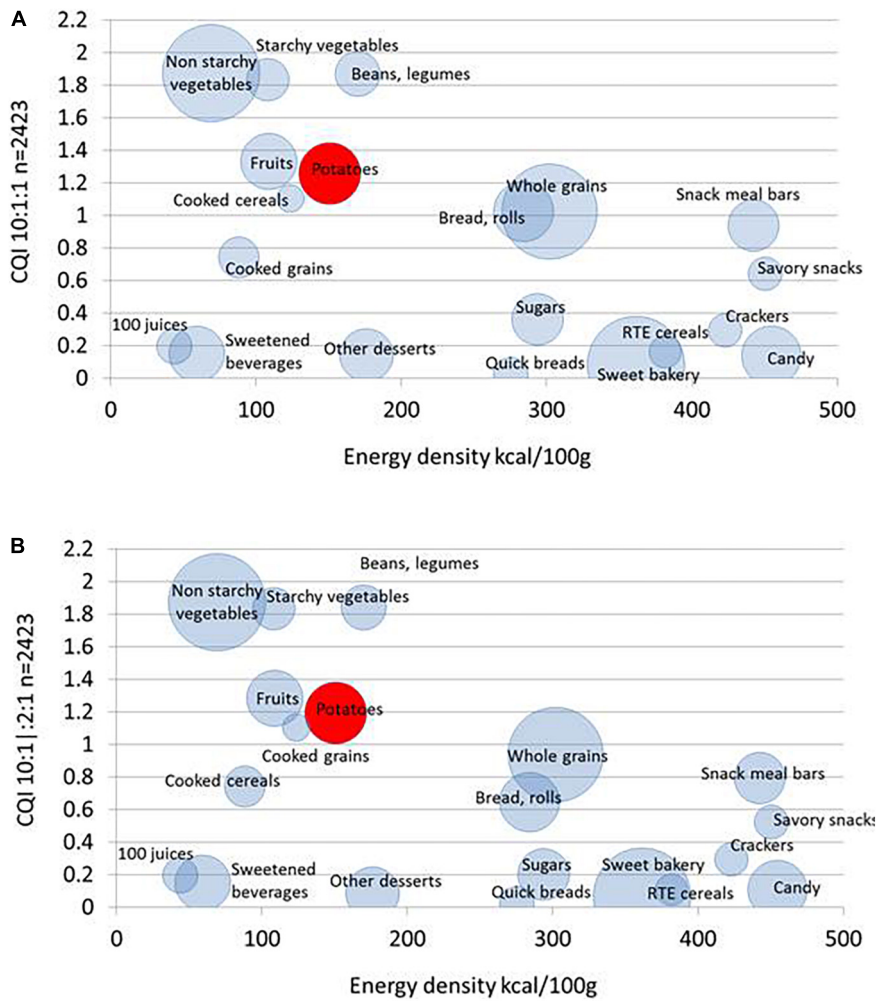 A
2.2
2
1.8
1.6
1.4
1.2
1
0.8
0.6
0.4
0.2
0
CQI 10:1:1 n=2423
Starchy vegetables
Non starchy
vegetables
Beans, legumes
Fruits
Potatoes
Cooked cereals
Whole grains
Bread, rolls
Snack meal bars
Cooked grains
Savory snacks
Sugars
100 juices
Sweetened
beverages
Other desserts
Quick breads
RTE cereals
Sweet bakery
Crackers
Candy
0 100 200 300 400 500
Energy density kcal/100g
B
2.2
2
1.8
1.6
1.4
1.2
1
0.8
0.6
0.4
0.2
0
CQI 10:1|:2:1 n=2423
Beans, legumes
Non starchy
vegetables
Starchy vegetables
Fruits
Potatoes
Cooked grains
Whole grains
Cooked cereals
Bread, rolls
Snack meal bars
Savory snacks
100 juices
Sweetened
beverages
Other desserts
Sugars
Quick breads
Sweet bakery
RTE cereals
Crackers
Candy
0 100 200 300 400 500
Energy density kcal/100g